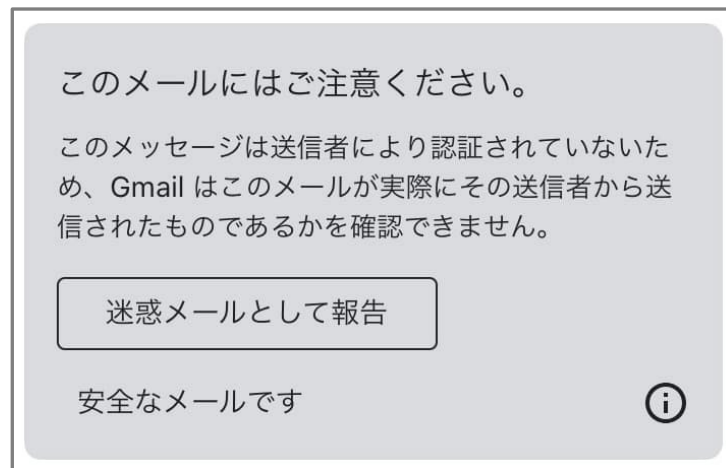 このメールにはご注意ください。
このメッセージは送信者により認証されていないた
め、Gmail はこのメールが実際にその送信者から送
信されたものであるかを確認できません。
迷惑メールとして報告
安全なメールです